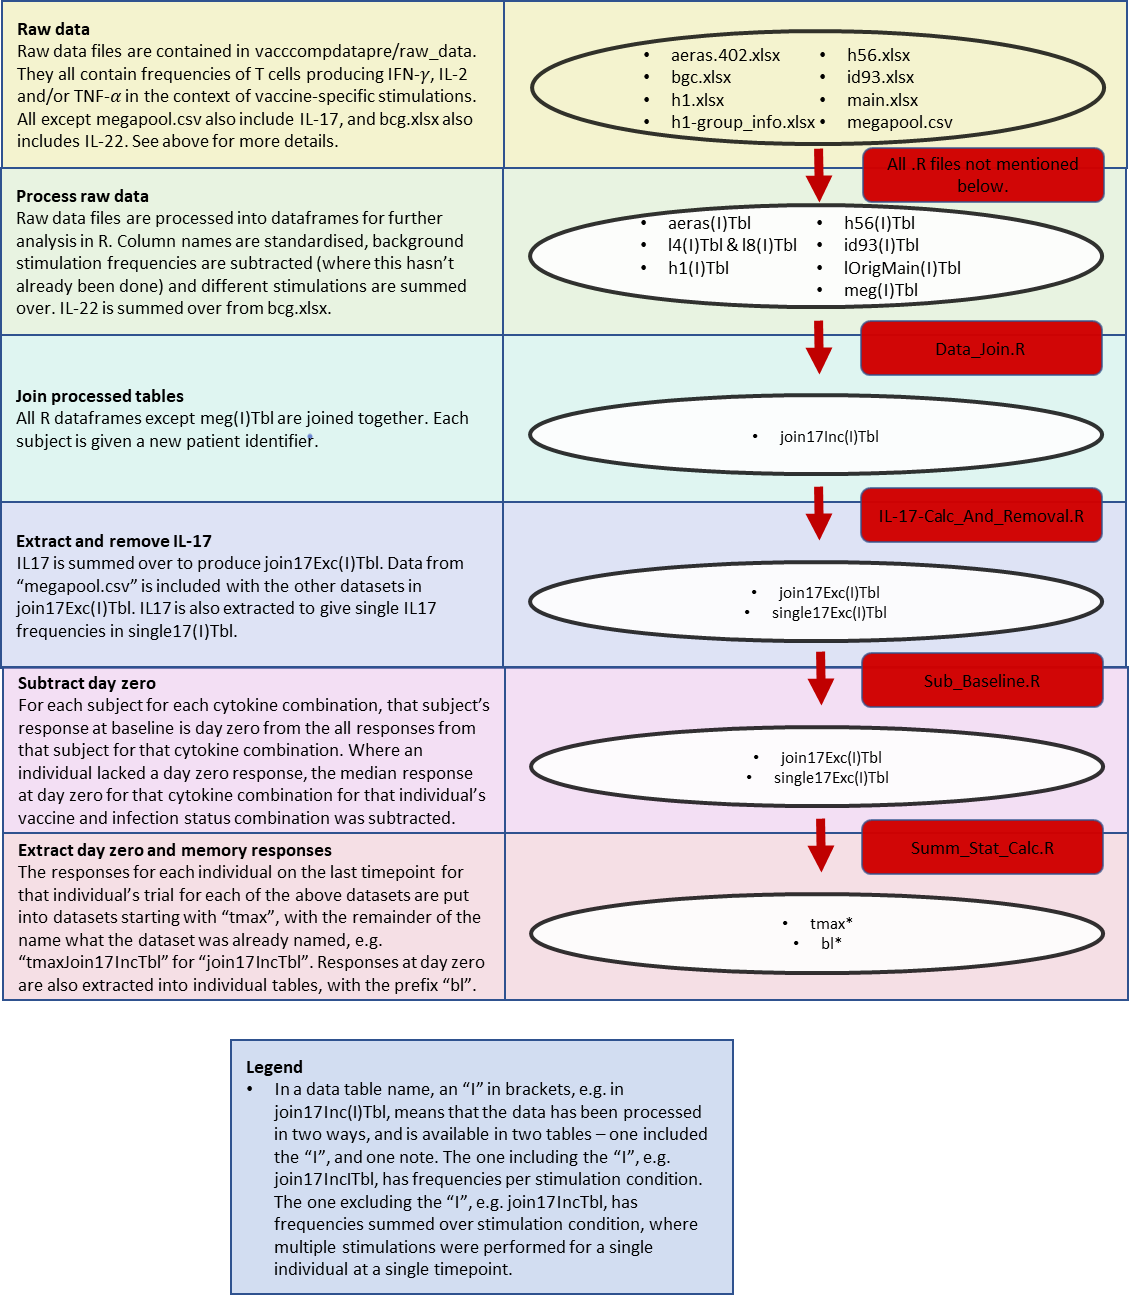 Raw data
Raw data files are contained in vacccompdatapre/raw_data.
They all contain frequencies of T cells producing IFN-γ, IL-2
and/or TNF-α in the context of vaccine-specific stimulations.
All except megapool.csv also include IL-17, and bcg.xlsx also
includes IL-22. See above for more details.
• aeras.402.xlsx
• bgc.xlsx
• h1.xlsx
• h1-group_info.xlsx
• h56.xlsx
• id93.xlsx
• main.xlsx
• megapool.csv
All .R files not mentioned
below.
Process raw data
Raw data files are processed into dataframes for further
analysis in R. Column names are standardised, background
stimulation frequencies are subtracted (where this hasn't
already been done) and different stimulations are summed
over. IL-22 is summed over from bcg.xlsx.
• aeras(I)Tbl
• l4(I)Tbl & l8(I)Tbl
• h1(I)Tbl
• h56(I)Tbl
• id93(I)Tbl
• lOrigMain(I)Tbl
• meg(I)Tbl
Data_Join.R
Join processed tables
All R dataframes except meg(I)Tbl are joined together. Each
subject is given a new patient identifier.
• join17Inc(I)Tbl
IL-17-Calc_And_Removal.R
Extract and remove IL-17
IL17 is summed over to produce join17Exc(I)Tbl. Data from
“megapool.csv” is included with the other datasets in
join17Exc(I)Tbl. IL17 is also extracted to give single IL17
frequencies in single17(I)Tbl.
• join17Exc(I)Tbl
• single17Exc(I)Tbl
Sub_Baseline.R
Subtract day zero
For each subject for each cytokine combination, that subject's
response at baseline is day zero from the all responses from
that subject for that cytokine combination. Where an
individual lacked a day zero response, the median response
at day zero for that cytokine combination for that individual's
vaccine and infection status combination was subtracted.
• join17Exc(I)Tbl
• single17Exc(I)Tbl
Summ_Stat_Calc.R
Extract day zero and memory responses
The responses for each individual on the last timepoint for
that individual's trial for each of the above datasets are put
into datasets starting with “tmax”, with the remainder of the
name what the dataset was already named, e.g.
“tmaxJoin17IncTbl” for “join17IncTbl”. Responses at day zero
are also extracted into individual tables, with the prefix “bl”.
• tmax*
• bl*
Legend
• In a data table name, an “I” in brackets, e.g. in
join17Inc(I)Tbl, means that the data has been processed
in two ways, and is available in two tables – one included
the “I”, and one note. The one including the “I”, e.g.
join17IncITbl, has frequencies per stimulation condition.
The one excluding the “I”, e.g. join17IncTbl, has
frequencies summed over stimulation condition, where
multiple stimulations were performed for a single
individual at a single timepoint.